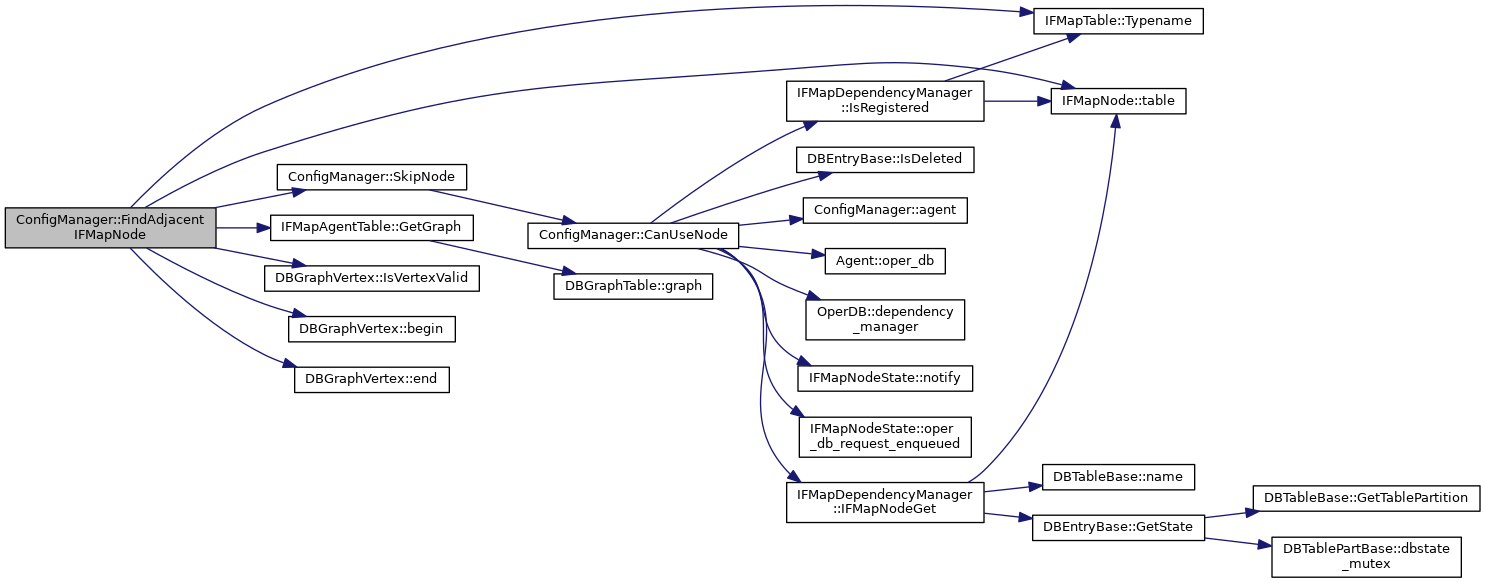 ConfigManager::FindAdjacent
IFMapNode
ConfigManager::SkipNode
IFMapAgentTable::GetGraph
DBGraphVertex::IsVertexValid
DBGraphVertex::begin
DBGraphVertex::end
ConfigManager::CanUseNode
DBGraphTable::graph
IFMapDependencyManager
::IsRegistered
DBEntryBase::IsDeleted
ConfigManager::agent
Agent::oper_db
OperDB::dependency
_manager
IFMapNodeState::notify
IFMapNodeState::oper
_db_request_enqueued
IFMapDependencyManager
::IFMapNodeGet
IFMapTable::Typename
IFMapNode::table
DBTableBase::name
DBEntryBase::GetState
DBTableBase::GetTablePartition
DBTablePartBase::dbstate
_mutex